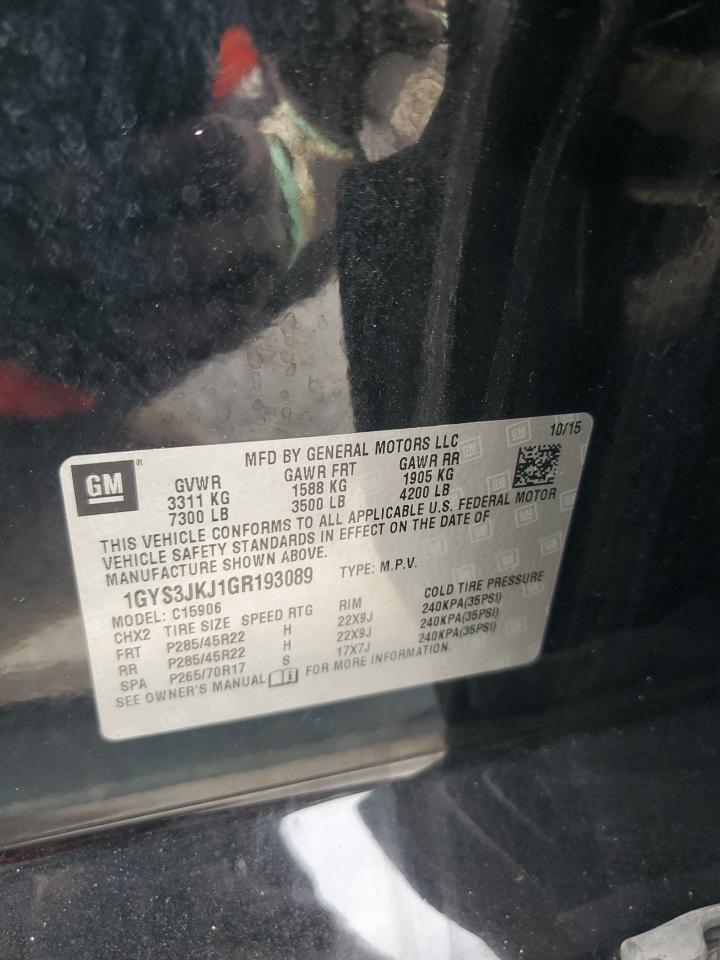 GM ®
MFD BY GENERAL MOTORS LLC 10/15
GVWR GAWR FRT GAWR RR
3311 KG 1588 KG 1905 KG
7300 LB 3500 LB 4200 LB
THIS VEHICLE CONFORMS TO ALL APPLICABLE U.S. FEDERAL MOTOR
VEHICLE SAFETY STANDARDS IN EFFECT ON THE DATE OF
MANUFACTURE SHOWN ABOVE.
1GYS3JKJ1GR193089 TYPE: M.P.V.
MODEL: C15906
CHX2 TIRE SIZE SPEED RTG RIM COLD TIRE PRESSURE
FRT P285/45R22 H 22X9J 240KPA(35PSI)
RR P285/45R22 H 22X9J 240KPA(35PSI)
SPA P265/70R17 S 17X7J 240KPA(35PSI)
SEE OWNER'S MANUAL FOR MORE INFORMATION.